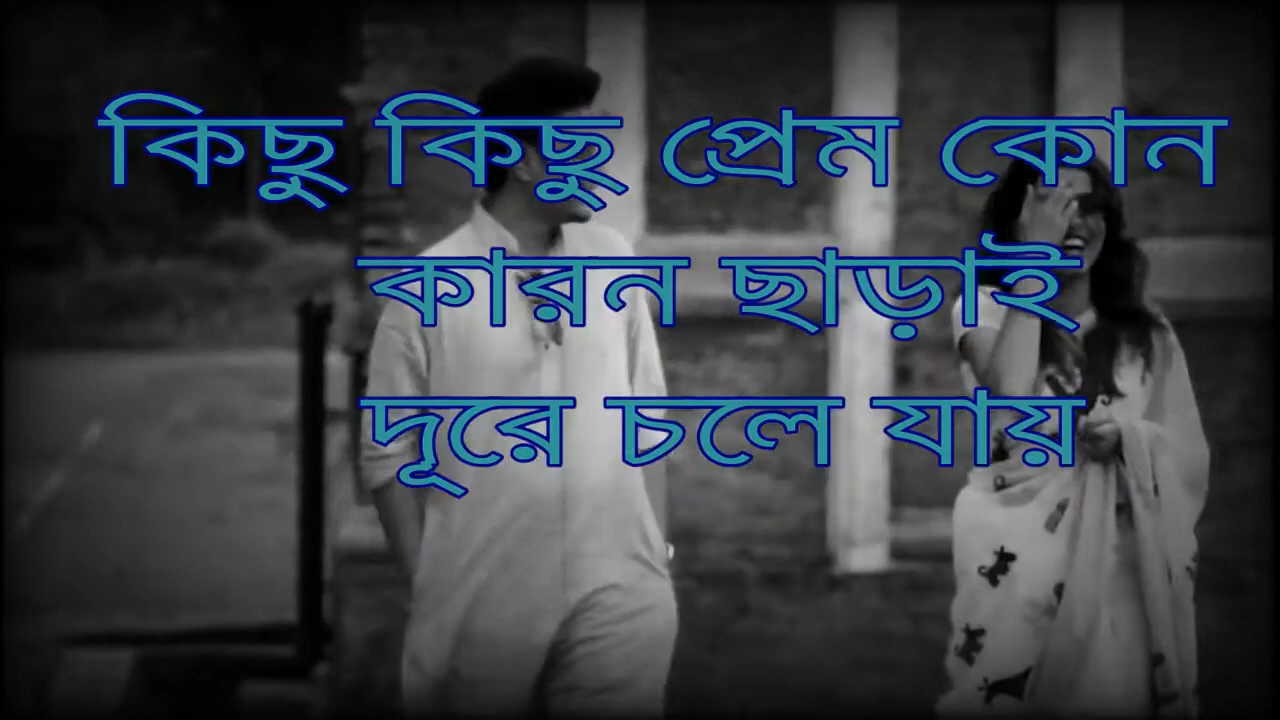 কিছু কিছু প্রেম কোন
কারন ছাড়াই
দূরে চলে যায়